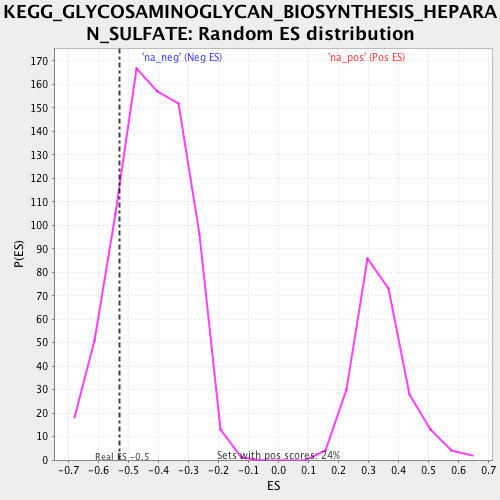 KEGG_GLYCOSAMINOGLYCAN_BIOSYNTHESIS_HEPARA
N_SULFATE: Random ES distribution
'na_neg' (Neg ES)
'na_pos' (Pos ES)
170
160
150
140
130
120
110
100
90
80
70
60
50
40
30
20
10
0
P(ES)
Real ES -0.5
Sets with pos scores: 24%
-0.7 -0.6 -0.5 -0.4 -0.3 -0.2 -0.1 0.0 0.1 0.2 0.3 0.4 0.5 0.6 0.7
ES